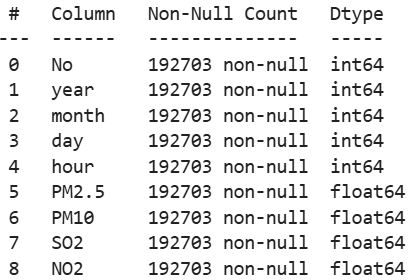 #   Column   Non-Null Count   Dtype
---  ------   --------------   -----
 0   No       192703 non-null  int64
 1   year     192703 non-null  int64
 2   month    192703 non-null  int64
 3   day      192703 non-null  int64
 4   hour     192703 non-null  int64
 5   PM2.5    192703 non-null  float64
 6   PM10     192703 non-null  float64
 7   SO2      192703 non-null  float64
 8   NO2      192703 non-null  float64